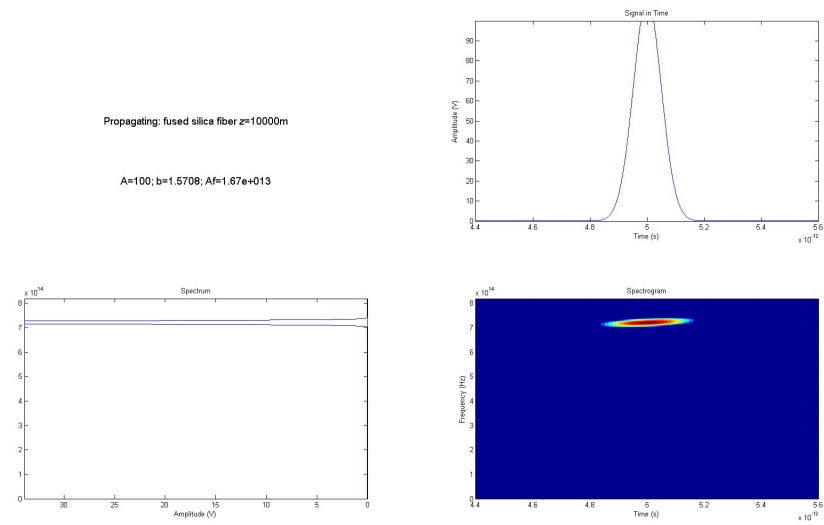 Signal in Time
90
80
70
60
50
40
30
20
10
0
Amplitude (V)
4.4 4.6 4.8 5 5.2 5.4 5.6
Time (s)
x 10^-12
Propagating: fused silica fiber z=10000m
A=100; b=1.5708; Af=1.67e+013
Spectrum
x 10^14
8
7
6
5
4
3
2
1
0
30 25 20 15 10 5 0
Amplitude (V)
Spectrogram
x 10^14
8
7
6
5
4
3
2
1
0
Frequency (Hz)
4.4 4.6 4.8 5 5.2 5.4 5.6
Time (s)
x 10^-12